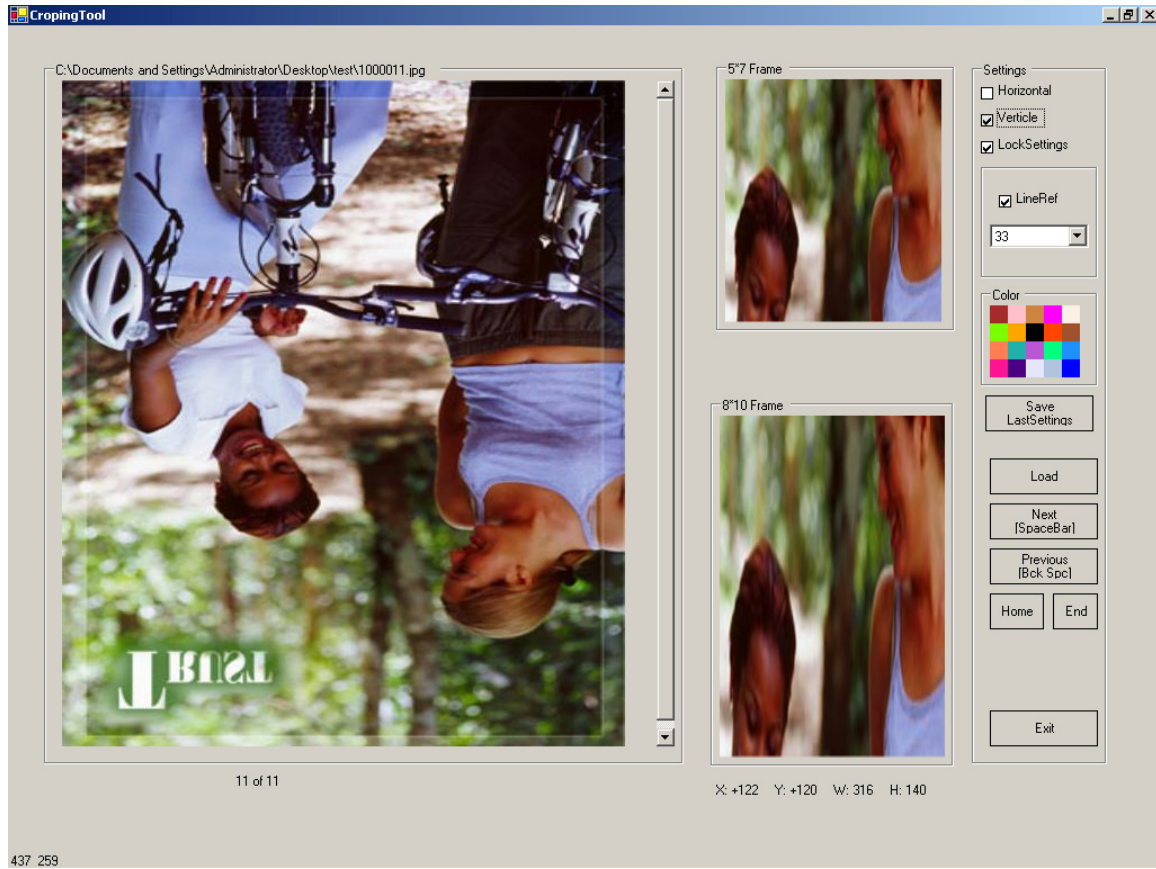 CropingTool
C:\Documents and Settings\Administrator\Desktop\test\1000011.jpg
TRUST
11 of 11
437 259
5*7 Frame
8*10 Frame
X: +122 Y: +120 W: 316 H: 140
Settings
Horizontal
Verticle
LockSettings
LineRef
33
Color
Save
LastSettings
Load
Next
[SpaceBar]
Previous
[Bck Spc]
Home End
Exit